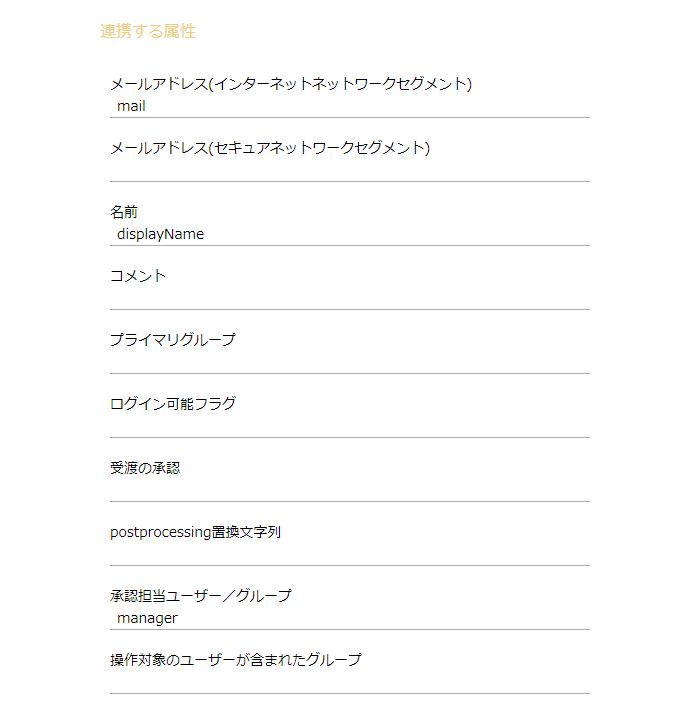 連携する属性
メールアドレス(インターネットネットワークセグメント)
mail
メールアドレス(セキュアネットワークセグメント)
名前
displayName
コメント
プライマリグループ
ログイン可能フラグ
受渡の承認
postprocessing置換文字列
承認担当ユーザー／グループ
manager
操作対象のユーザーが含まれたグループ